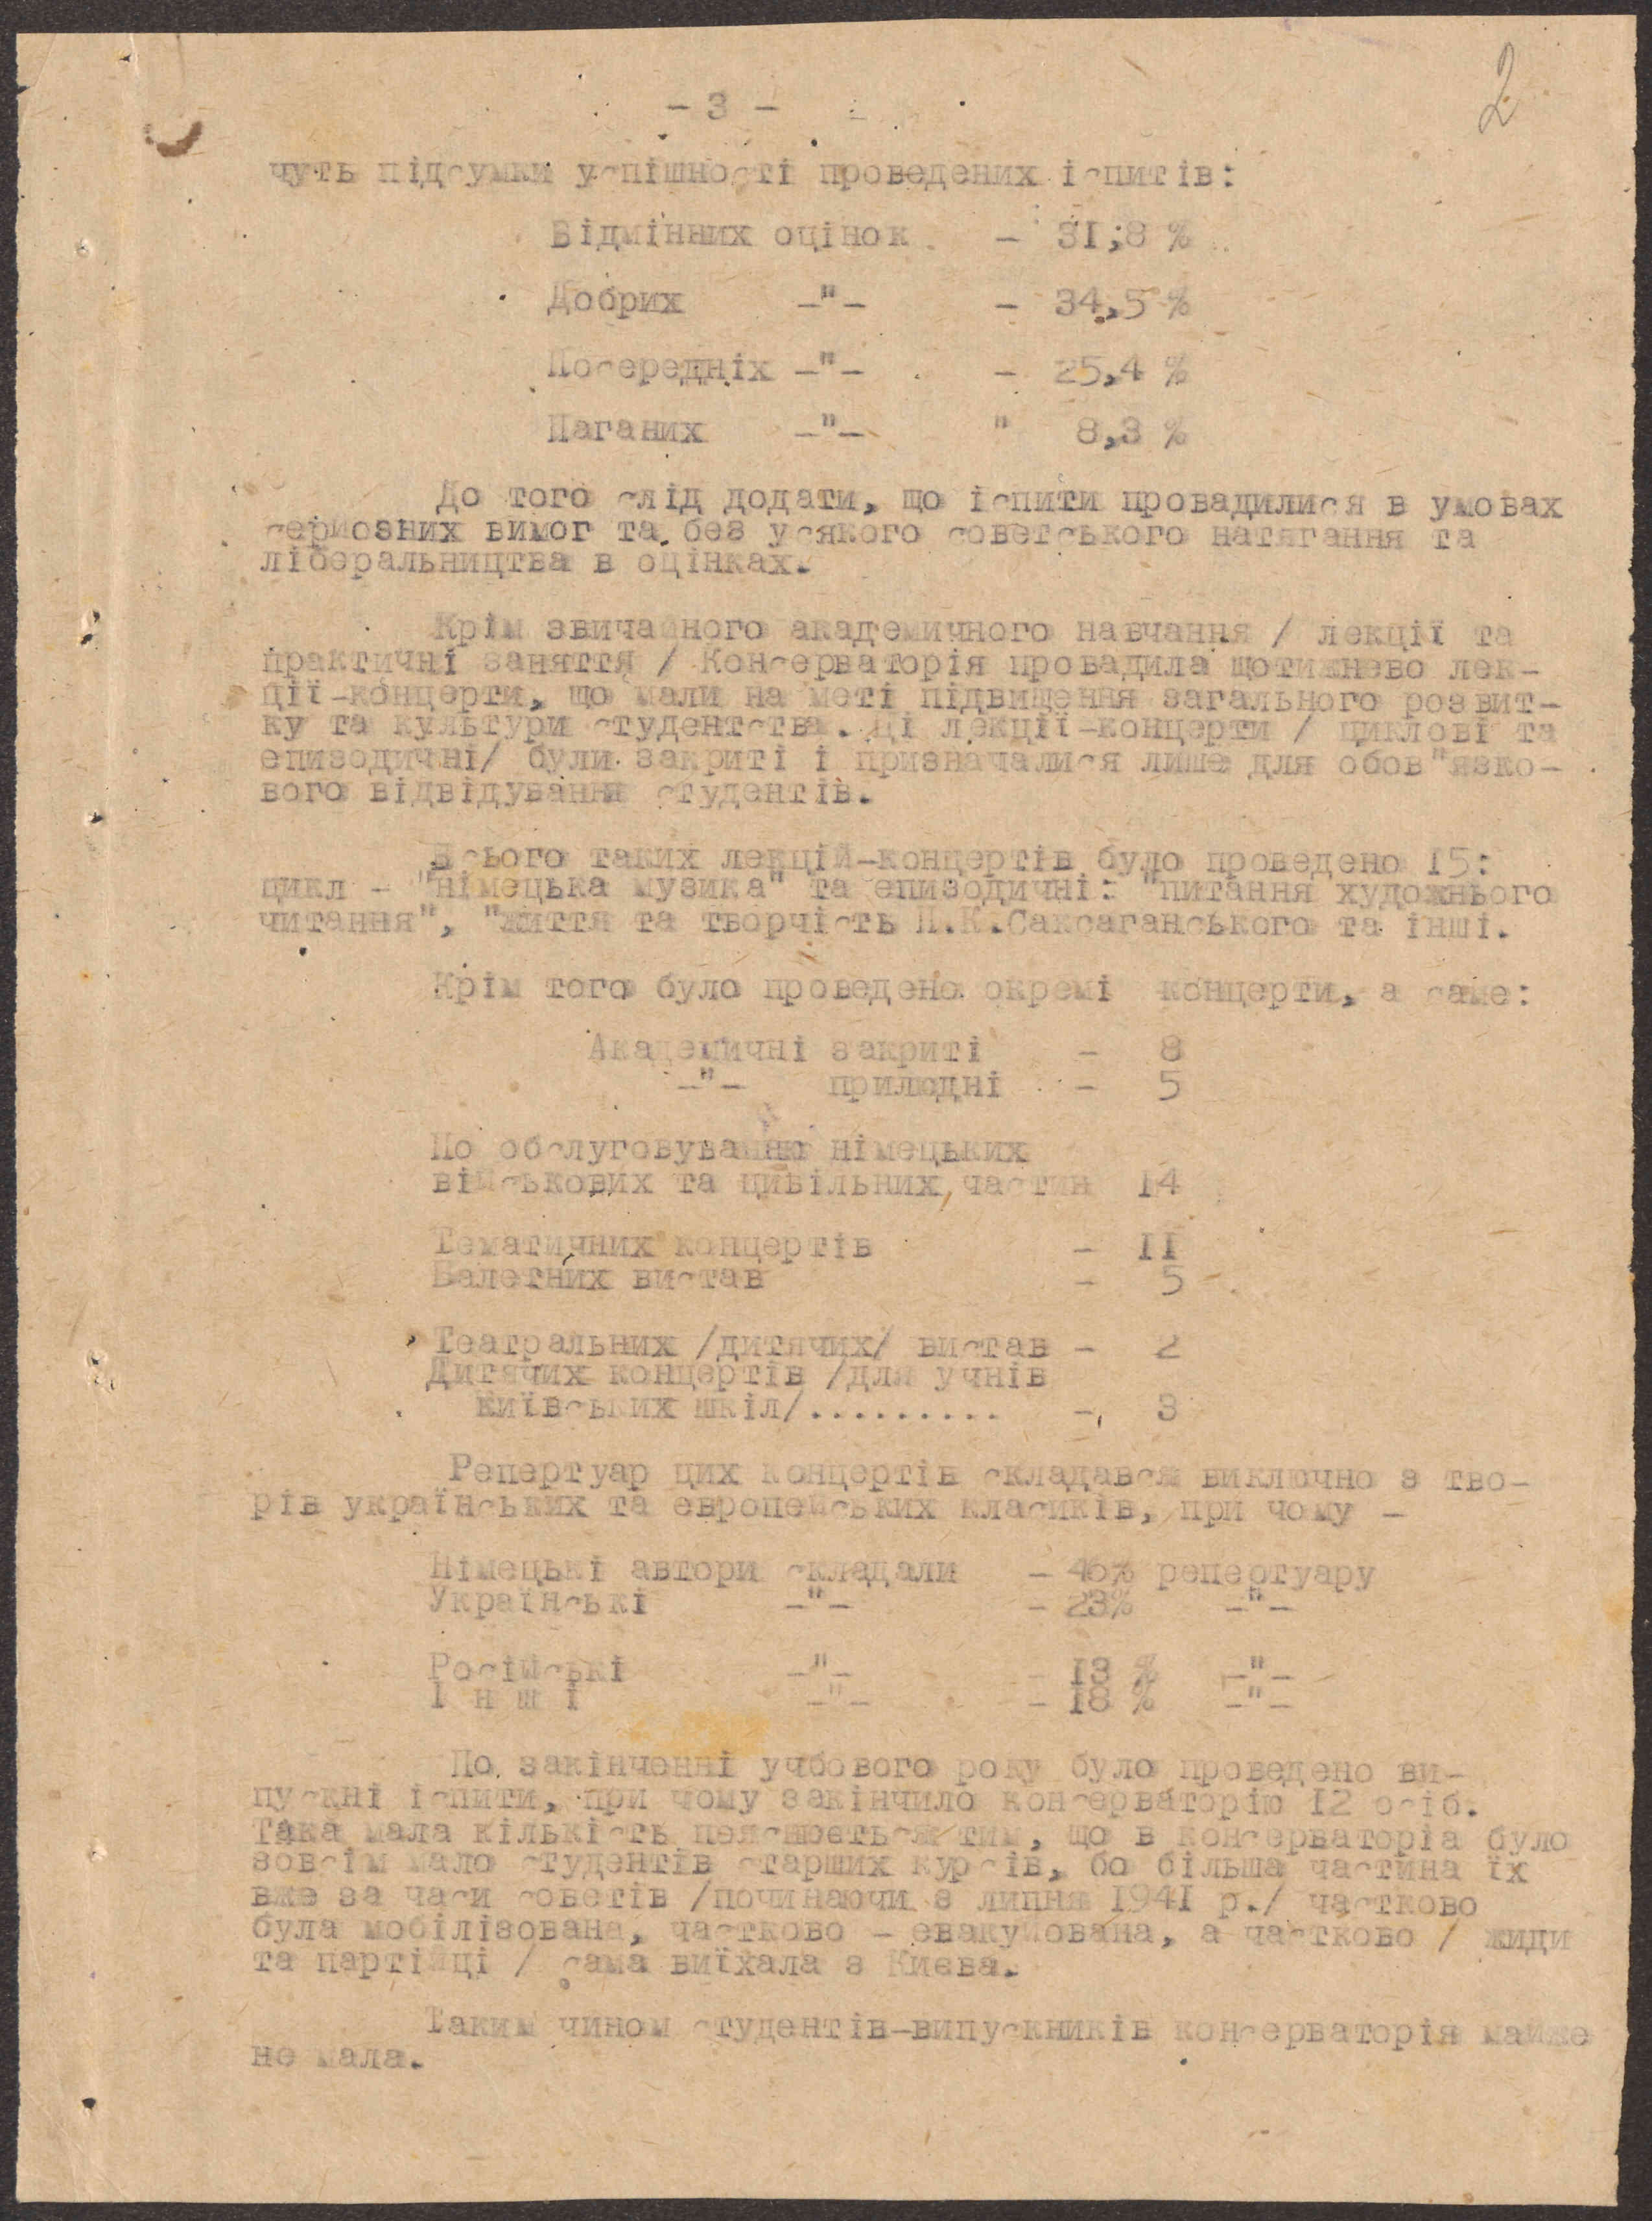 2
- 3 -
чуть підсумки успішності проведених іспитів:
Відмінних оцінок - 31,8 %
Добрих -"- - 34,5 %
Посередніх -"- - 25,4 %
Паганих -"- " 8,3 %
До того слід додати, що іспити провадилися в умовах
сериозних вимог та без усякого советського натягання та
ліберальництва в оцінках.
Крім звичайного академичного навчання / лекції та
практичні заняття / Консерваторія провадила щотижнево лек-
ції-концерти, що мали на меті підвищення загального розвит-
ку та культури студентства. Ці лекції-концерти / циклові та
епизодичні/ були закриті і призначалися лише для обов"язко-
вого відвідування студентів.
Всього таких лекцій-концертів було проведено 15:
цикл - "німецька музика" та епизодичні: "питання художнього
читання", "життя та творчість П.К.Саксаганського та інші.
Крім того було проведено окремі концерти, а саме:
Академичні закриті - 8
-"- прилюдні - 5
По обслуговуванню німецьких
військових та цивільних, частин 14
Тематичних концертів - 11
Балетних вистав - 5
Театральних /дитячих/ вистав - 2
Дитячих концертів /для учнів
київських шкіл/......... - 3
Репертуар цих концертів складався виключно з тво-
рів українських та европейських класиків, при чому -
Німецькі автори складали - 46% репертуару
Українські -"- - 23% -"-
Російські -"- - 13 % -"-
І н ш і -"- - 18 % -"-
По закінченні учбового року було проведено ви-
пускні іспити, при чому закінчило консерваторію 12 осіб.
Така мала кількість пояснюється тим, що в консерваторіа було
зовсім мало студентів старших курсів, бо більша частина їх
вже за часи советів /починаючи з липня 1941 р./ частково
була мобілізована, частково - евакуйована, а частково / жиди
та партійці / сама виїхала з Києва.
Таким чином студентів-випускників консерваторія майже
не мала.